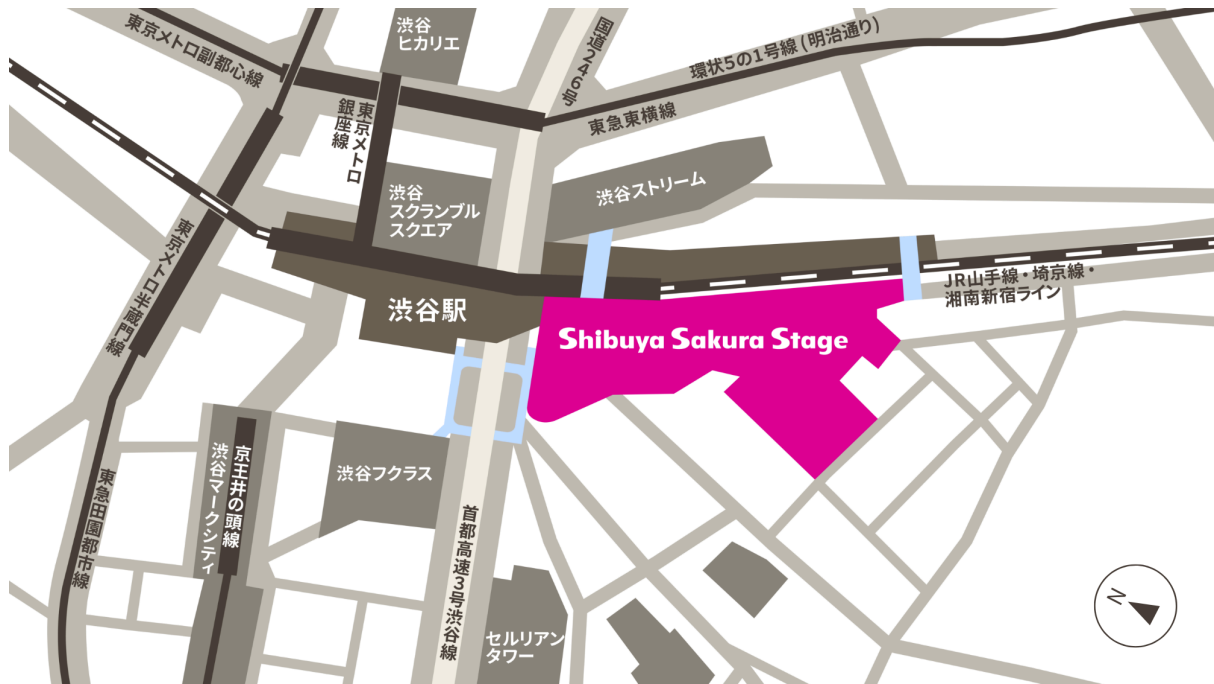 渋谷
ヒカリエ
国道246号
東京メトロ副都心線
環状5の1号線(明治通り)
東急東横線
東京メトロ
銀座線
渋谷
スクランブル
スクエア
渋谷ストリーム
東京メトロ半蔵門線
渋谷駅
JR山手線・埼京線・
湘南新宿ライン
Shibuya Sakura Stage
京王井の頭線
渋谷マークシティ
渋谷フクラス
東急田園都市線
首都高速3号渋谷線
セルリアン
タワー
N